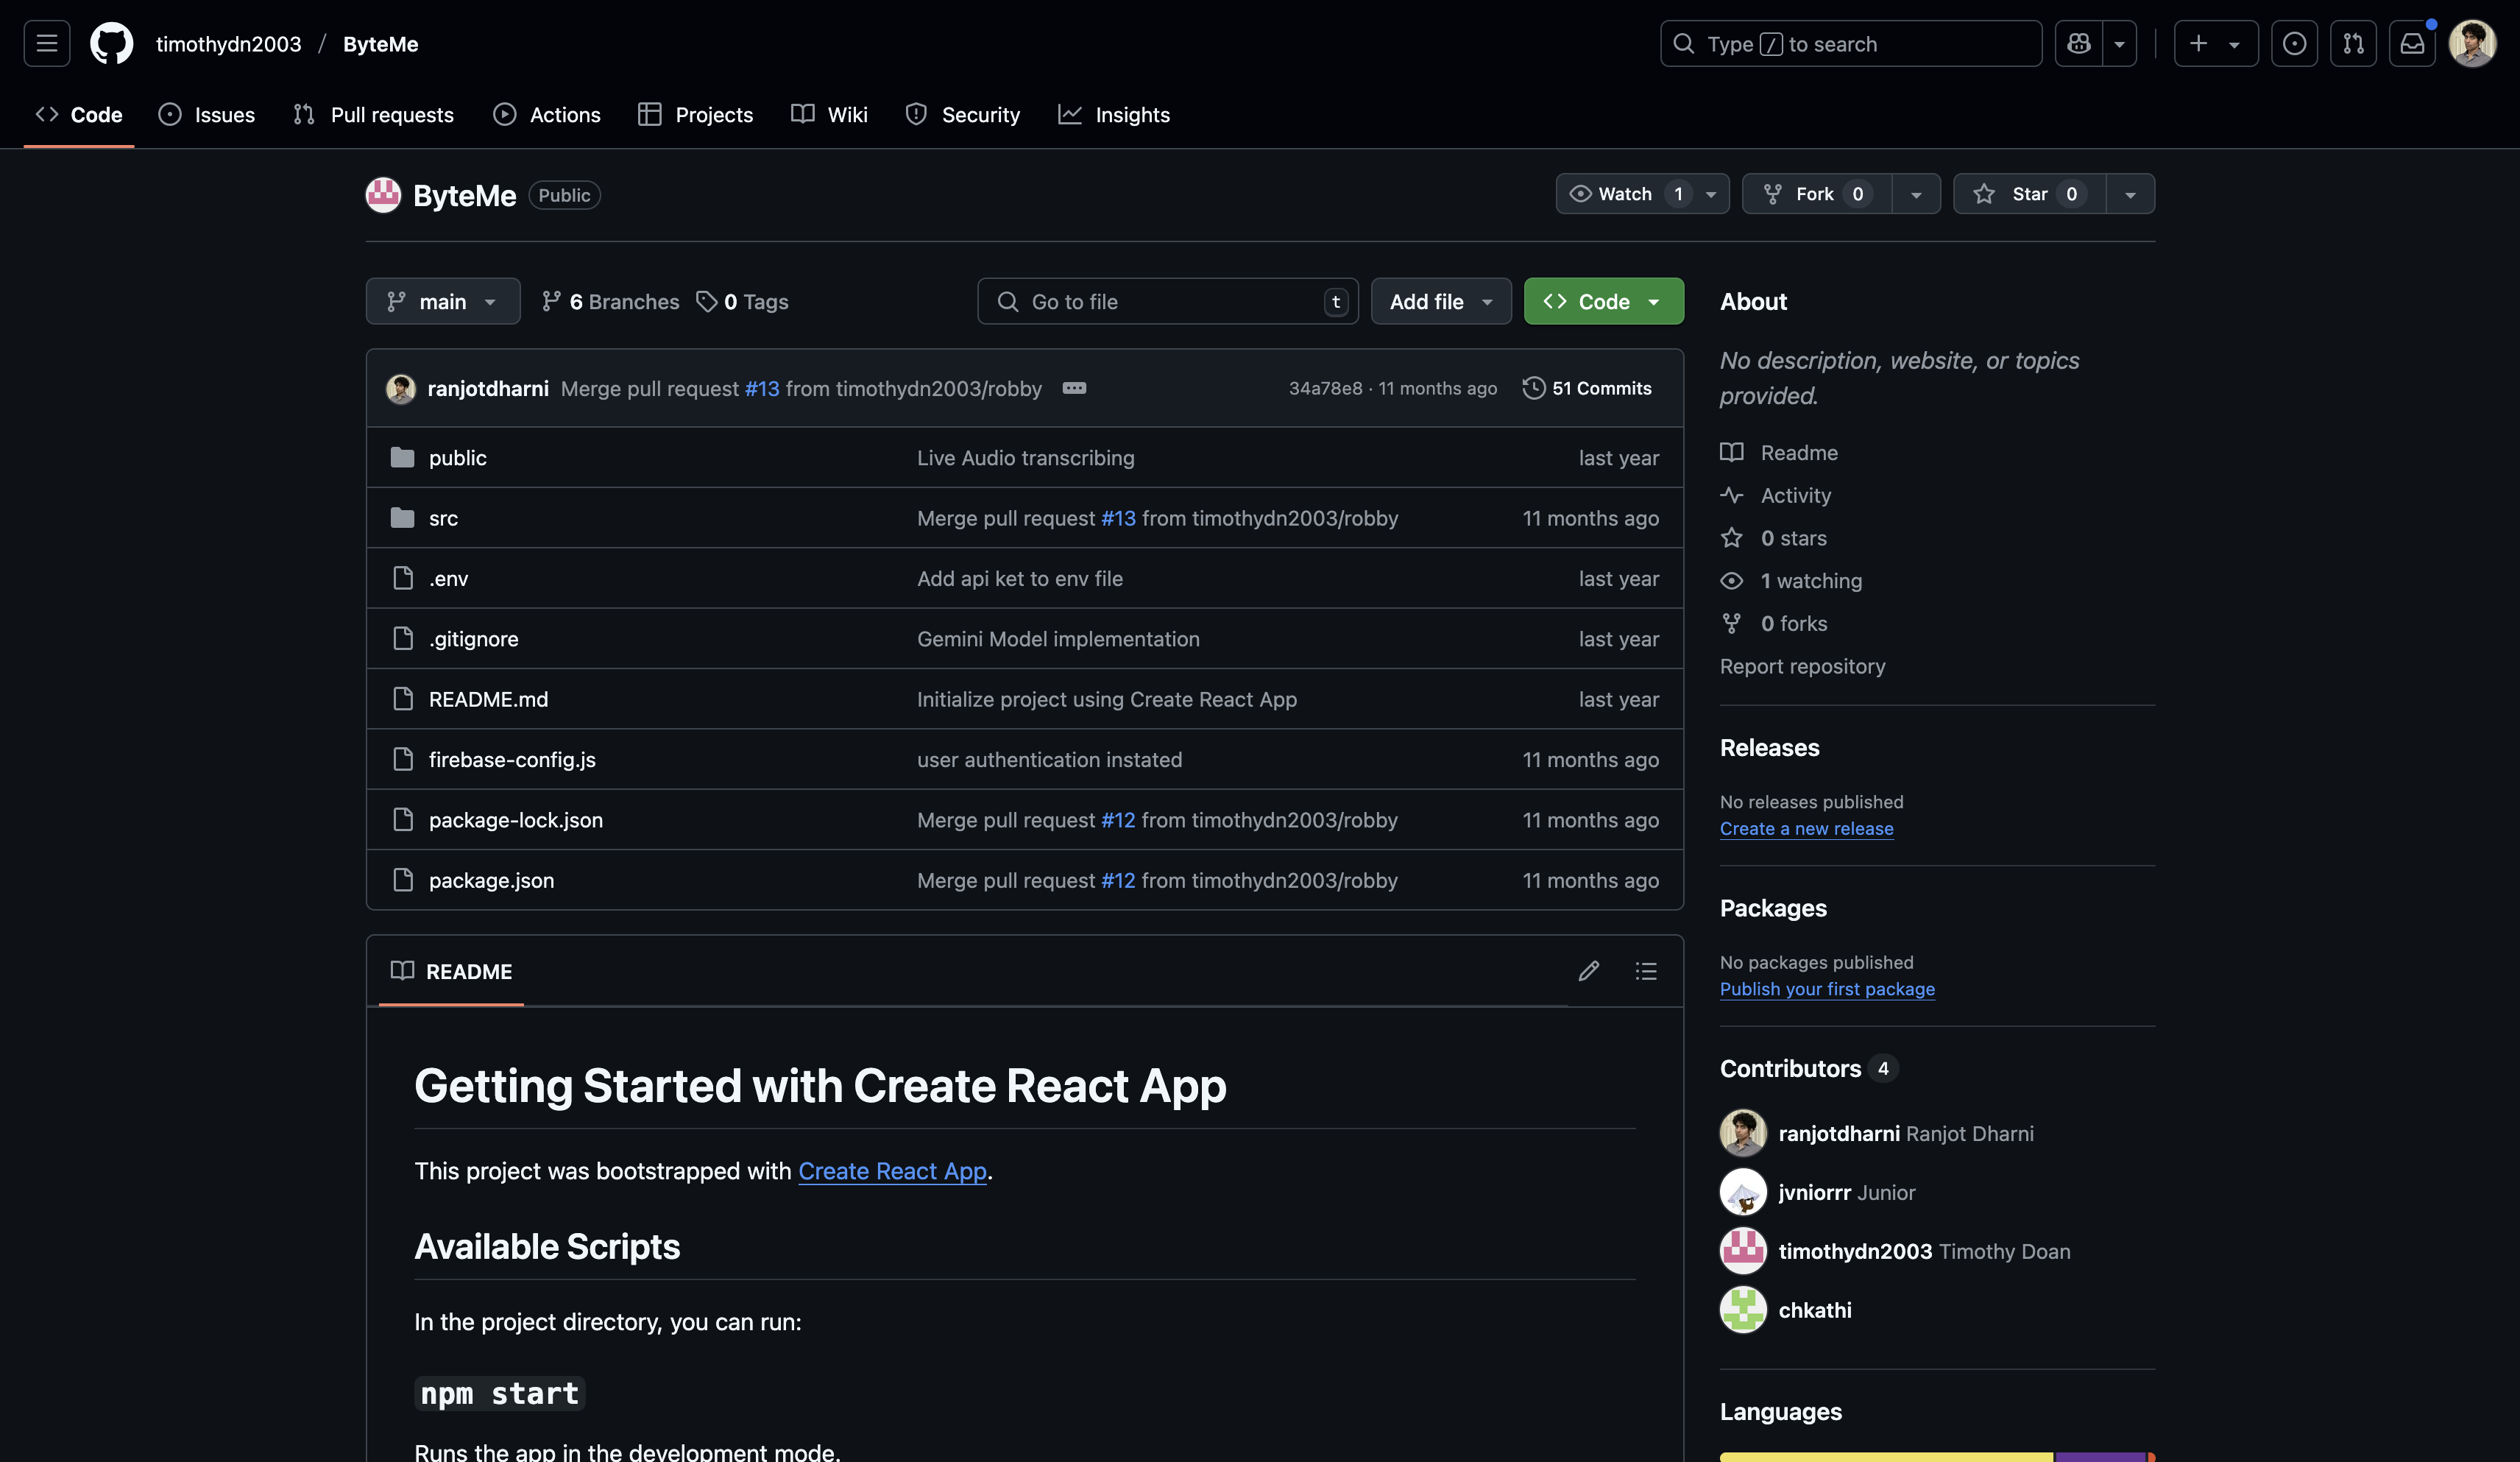 timothydn2003 / ByteMe
Type / to search
Code
Issues
Pull requests
Actions
Projects
Wiki
Security
Insights
ByteMe Public
Watch 1
Fork 0
Star 0
main
6 Branches
0 Tags
Go to file t
Add file
Code
ranjotdharni Merge pull request #13 from timothydn2003/robby 34a78e8 · 11 months ago 51 Commits
public Live Audio transcribing last year
src Merge pull request #13 from timothydn2003/robby 11 months ago
.env Add api ket to env file last year
.gitignore Gemini Model implementation last year
README.md Initialize project using Create React App last year
firebase-config.js user authentication instated 11 months ago
package-lock.json Merge pull request #12 from timothydn2003/robby 11 months ago
package.json Merge pull request #12 from timothydn2003/robby 11 months ago
README
Getting Started with Create React App
This project was bootstrapped with Create React App.
Available Scripts
In the project directory, you can run:
npm start
Runs the app in the development mode.
About
No description, website, or topics
provided.
Readme
Activity
0 stars
1 watching
0 forks
Report repository
Releases
No releases published
Create a new release
Packages
No packages published
Publish your first package
Contributors 4
ranjotdharni Ranjot Dharni
jvniorrr Junior
timothydn2003 Timothy Doan
chkathi
Languages